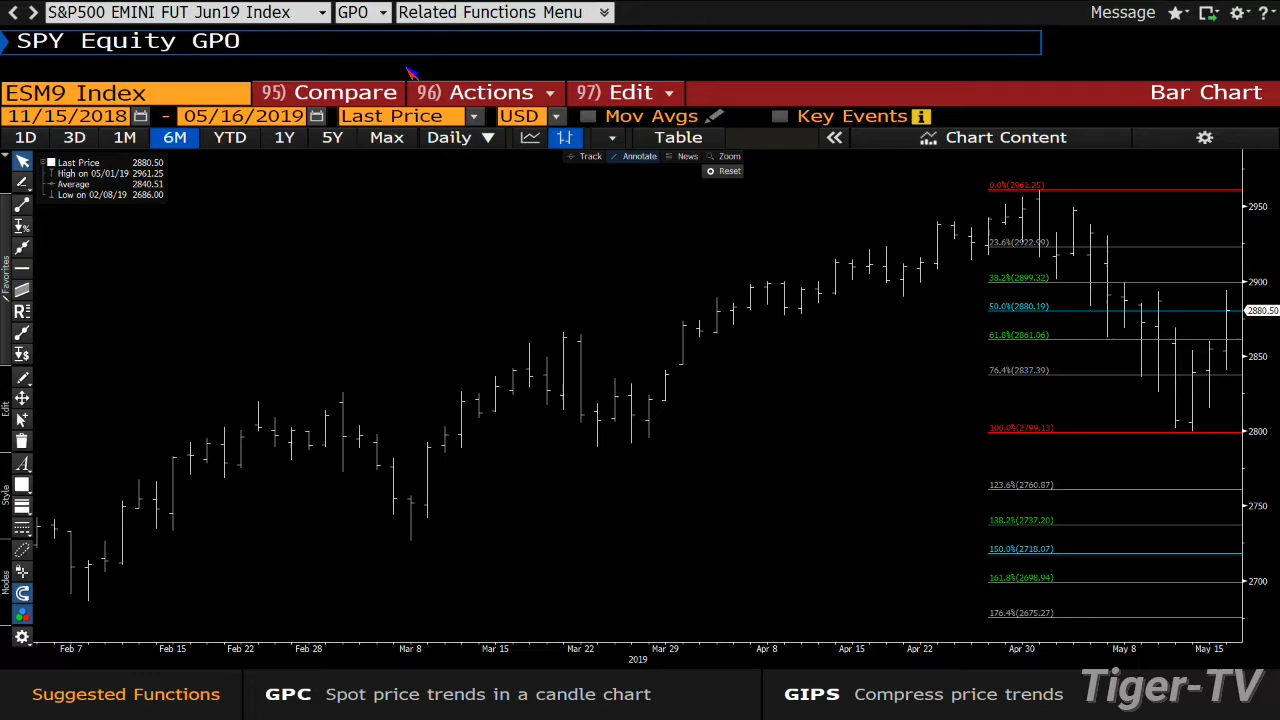 S&P500 EMINI FUT Jun19 Index GPO Related Functions Menu Message ?
SPY Equity GPO
ESM9 Index 95) Compare 96) Actions 97) Edit Bar Chart
11/15/2018 - 05/16/2019 Last Price USD Mov Avgs Key Events
1D 3D 1M 6M YTD 1Y 5Y Max Daily Table Chart Content
Track Annotate News Zoom
Reset
Last Price 2880.50
High on 05/01/19 2961.25
Average 2840.51
Low on 02/08/19 2686.00
Favorites
Edit
Style
Modes
0.0%(2961.25)
2950
23.6%(2922.99)
38.2%(2899.32)
2900
50.0%(2880.19)
2880.50
61.8%(2861.06)
2850
76.4%(2837.39)
100.0%(2799.13)
2800
123.6%(2760.87)
2750
138.2%(2737.20)
150.0%(2718.07)
161.8%(2698.94)
2700
176.4%(2675.27)
Feb 7 Feb 15 Feb 22 Feb 28 Mar 8 Mar 15 Mar 22 Mar 29 Apr 8 Apr 15 Apr 22 Apr 30 May 8 May 15
2019
Suggested Functions GPC Spot price trends in a candle chart GIPS Compress price trends
Tiger-TV